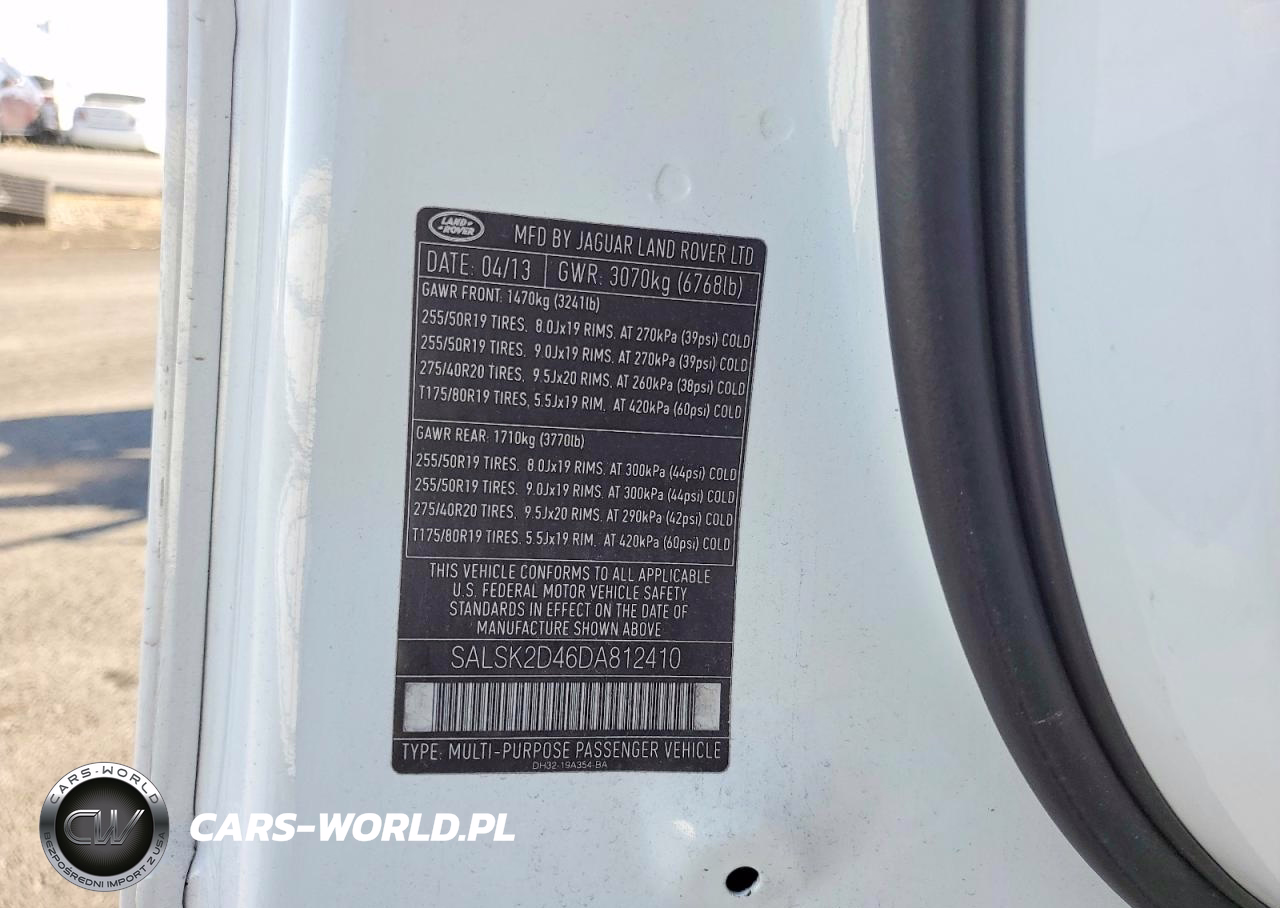 LAND ROVER
MFD BY JAGUAR LAND ROVER LTD
DATE: 04/13 GWR: 3070kg (6768lb)
GAWR FRONT: 1470kg (3241lb)
255/50R19 TIRES, 8.0Jx19 RIMS, AT 270kPa (39psi) COLD
255/50R19 TIRES, 9.0Jx19 RIMS, AT 270kPa (39psi) COLD
275/40R20 TIRES, 9.5Jx20 RIMS, AT 260kPa (38psi) COLD
T175/80R19 TIRES, 5.5Jx19 RIM, AT 420kPa (60psi) COLD
GAWR REAR: 1710kg (3770lb)
255/50R19 TIRES, 8.0Jx19 RIMS, AT 300kPa (44psi) COLD
255/50R19 TIRES, 9.0Jx19 RIMS, AT 300kPa (44psi) COLD
275/40R20 TIRES, 9.5Jx20 RIMS, AT 290kPa (42psi) COLD
T175/80R19 TIRES, 5.5Jx19 RIM, AT 420kPa (60psi) COLD
THIS VEHICLE CONFORMS TO ALL APPLICABLE
U.S. FEDERAL MOTOR VEHICLE SAFETY
STANDARDS IN EFFECT ON THE DATE OF
MANUFACTURE SHOWN ABOVE
SALSK2D46DA812410
TYPE: MULTI-PURPOSE PASSENGER VEHICLE
DH32-19A354-BA
CARS-WORLD
CW
BEZPOŚREDNI IMPORT Z USA
CARS-WORLD.PL